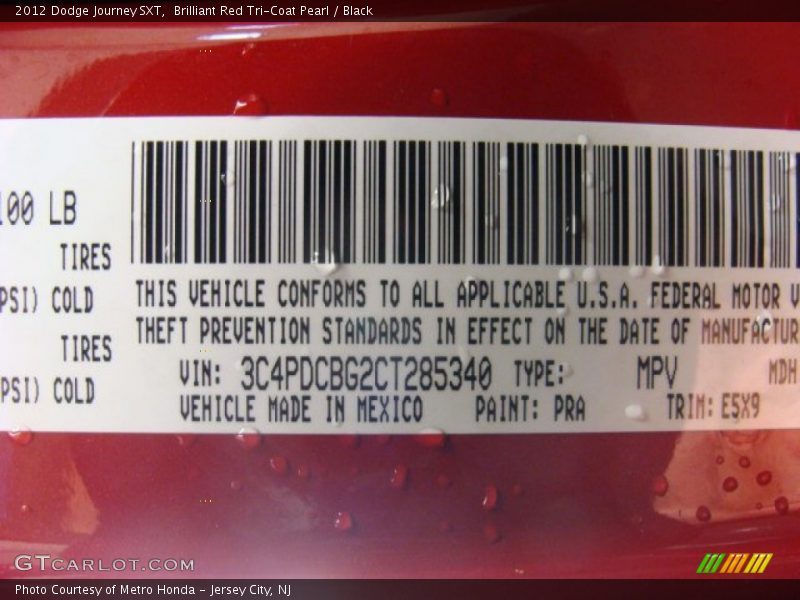 2012 Dodge Journey SXT,  Brilliant Red Tri-Coat Pearl / Black
100 LB
TIRES
PSI) COLD
TIRES
PSI) COLD
THIS VEHICLE CONFORMS TO ALL APPLICABLE U.S.A. FEDERAL MOTOR V
THEFT PREVENTION STANDARDS IN EFFECT ON THE DATE OF MANUFACTUR
VIN: 3C4PDCBG2CT285340 TYPE: MPV MDH
VEHICLE MADE IN MEXICO PAINT: PRA TRIM: E5X9
GTCARLOT.COM
Photo Courtesy of Metro Honda - Jersey City, NJ